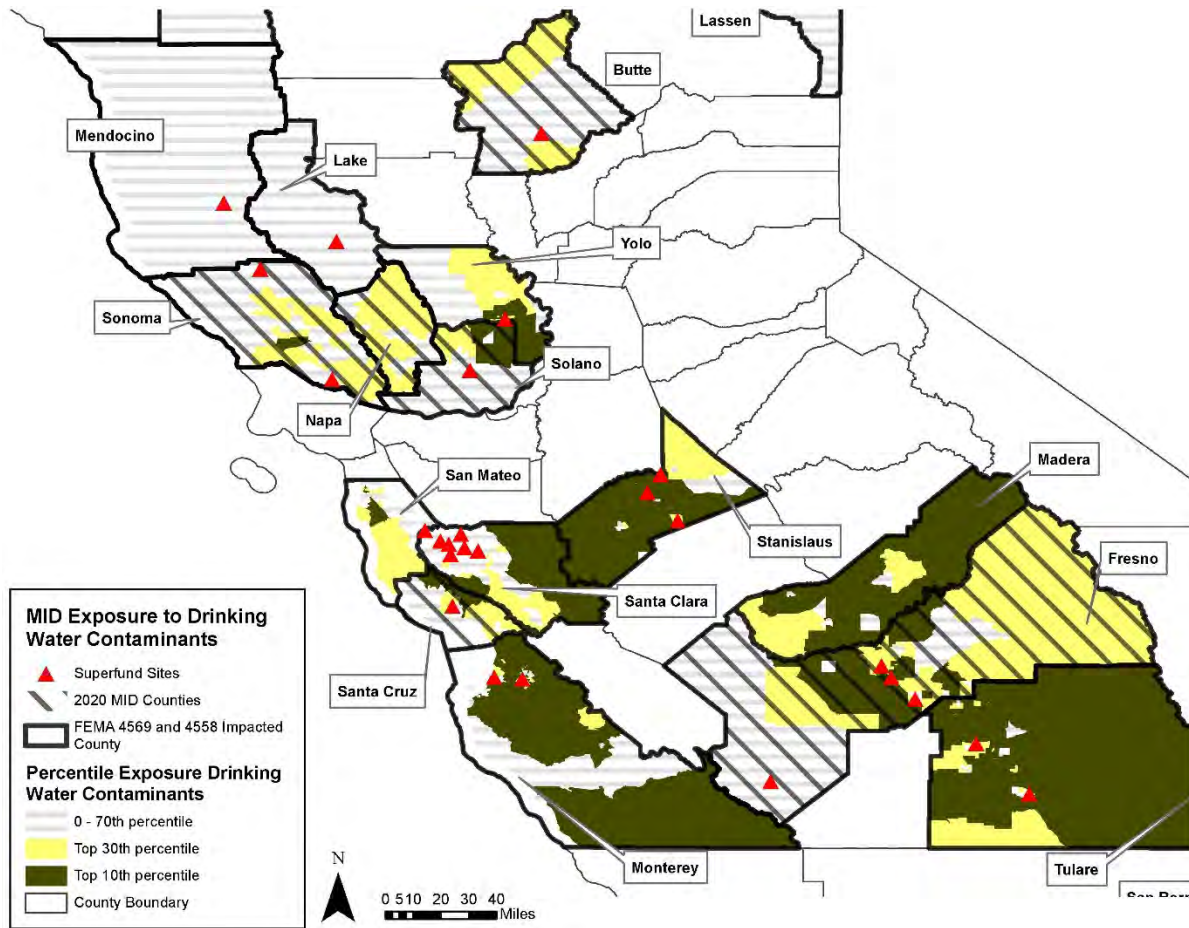 Lassen
Butte
Mendocino
Lake
Yolo
Sonoma
Solano
Napa
San Mateo
Madera
Stanislaus
Fresno
Santa Clara
Santa Cruz
Monterey
Tulare
MID Exposure to Drinking
Water Contaminants
Superfund Sites
2020 MID Counties
FEMA 4569 and 4558 Impacted
County
Percentile Exposure Drinking
Water Contaminants
0 - 70th percentile
Top 30th percentile
Top 10th percentile
County Boundary
N
0 5 10 20 30 40
Miles